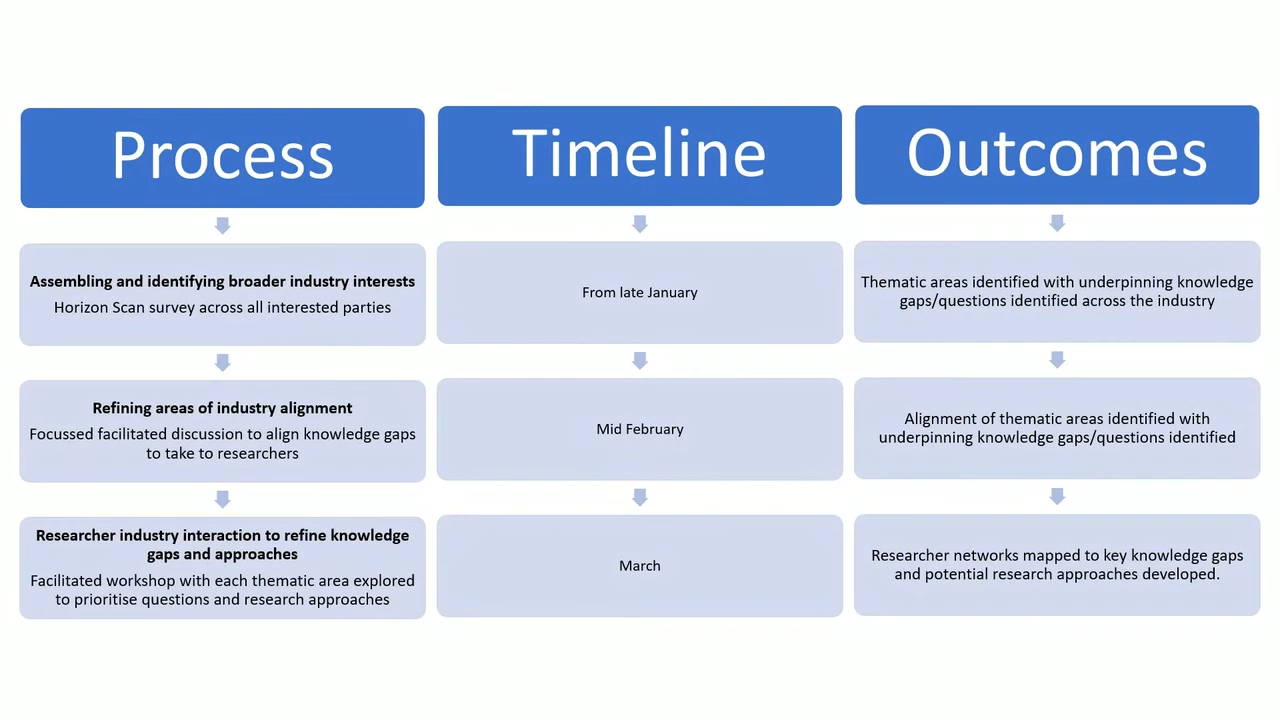 Process
Timeline
Outcomes
Assembling and identifying broader industry interests
Horizon Scan survey across all interested parties
From late January
Thematic areas identified with underpinning knowledge
gaps/questions identified across the industry
Refining areas of industry alignment
Focussed facilitated discussion to align knowledge gaps
to take to researchers
Mid February
Alignment of thematic areas identified with
underpinning knowledge gaps/questions identified
Researcher industry interaction to refine knowledge
gaps and approaches
Facilitated workshop with each thematic area explored
to prioritise questions and research approaches
March
Researcher networks mapped to key knowledge gaps
and potential research approaches developed.